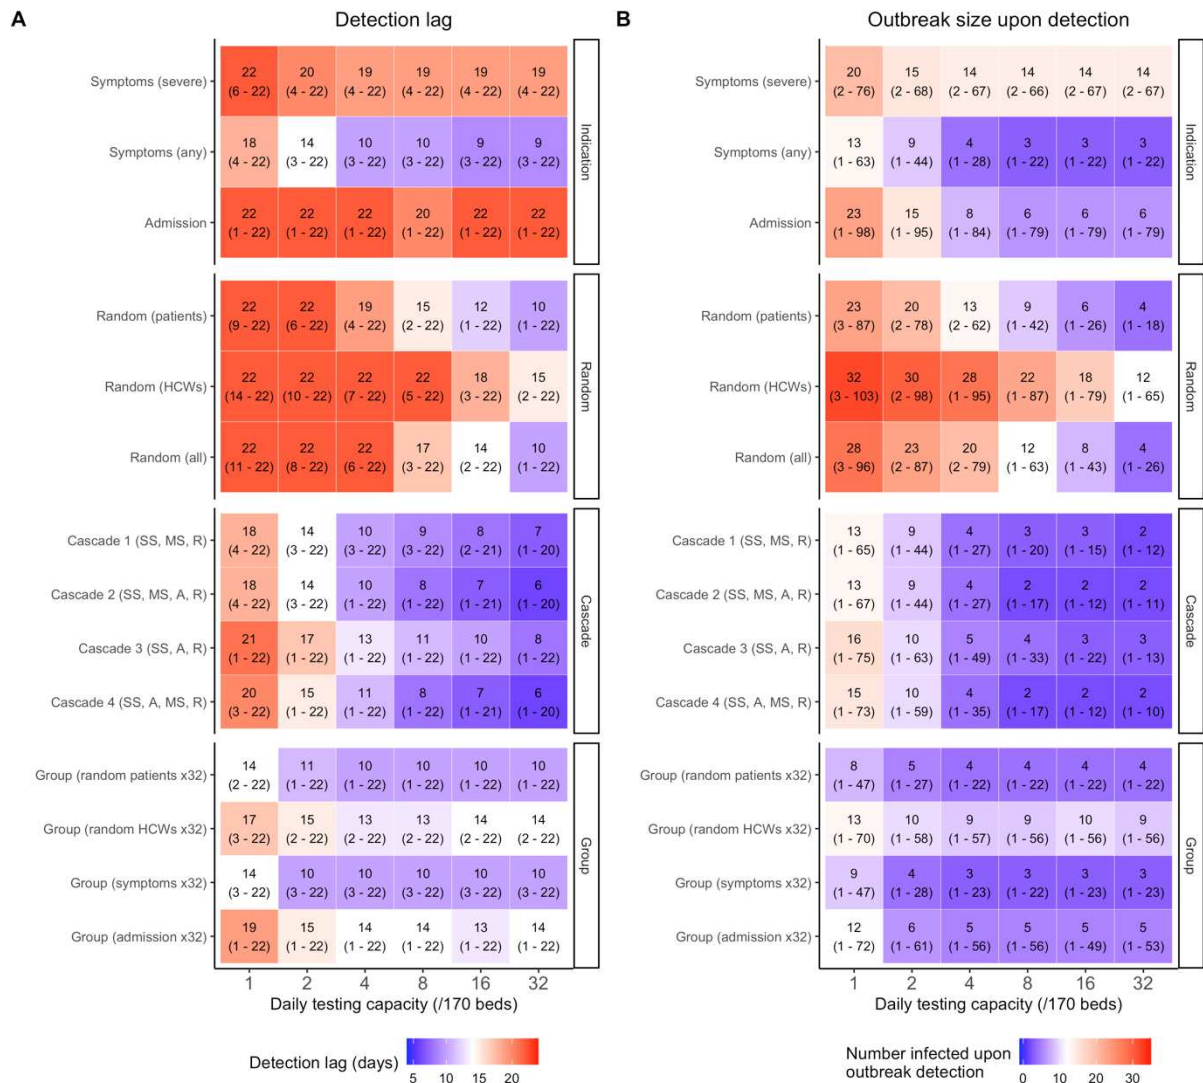 A
Detection lag
Symptoms (severe)
22 20 19 19 19 19
(6 - 22) (4 - 22) (4 - 22) (4 - 22) (4 - 22) (4 - 22)
Symptoms (any)
18 14 10 10 9 9
(4 - 22) (3 - 22) (3 - 22) (3 - 22) (3 - 22) (3 - 22)
Admission
22 22 22 20 22 22
(1 - 22) (1 - 22) (1 - 22) (1 - 22) (1 - 22) (1 - 22)
Indication
Random (patients)
22 22 19 15 12 10
(9 - 22) (6 - 22) (4 - 22) (2 - 22) (1 - 22) (1 - 22)
Random (HCWs)
22 22 22 22 18 15
(14 - 22) (10 - 22) (7 - 22) (5 - 22) (3 - 22) (2 - 22)
Random (all)
22 22 22 17 14 10
(11 - 22) (8 - 22) (6 - 22) (3 - 22) (2 - 22) (1 - 22)
Random
Cascade 1 (SS, MS, R)
18 14 10 9 8 7
(4 - 22) (3 - 22) (3 - 22) (3 - 22) (2 - 21) (1 - 20)
Cascade 2 (SS, MS, A, R)
18 14 10 8 7 6
(4 - 22) (3 - 22) (1 - 22) (1 - 22) (1 - 21) (1 - 20)
Cascade 3 (SS, A, R)
21 17 13 11 10 8
(1 - 22) (1 - 22) (1 - 22) (1 - 22) (1 - 22) (1 - 22)
Cascade 4 (SS, A, MS, R)
20 15 11 8 7 6
(3 - 22) (1 - 22) (1 - 22) (1 - 22) (1 - 21) (1 - 20)
Cascade
Group (random patients x32)
14 11 10 10 10 10
(2 - 22) (1 - 22) (1 - 22) (1 - 22) (1 - 22) (1 - 22)
Group (random HCWs x32)
17 15 13 13 14 14
(3 - 22) (2 - 22) (2 - 22) (2 - 22) (2 - 22) (2 - 22)
Group (symptoms x32)
14 10 10 10 10 10
(3 - 22) (3 - 22) (3 - 22) (3 - 22) (3 - 22) (3 - 22)
Group (admission x32)
19 15 14 14 13 14
(1 - 22) (1 - 22) (1 - 22) (1 - 22) (1 - 22) (1 - 22)
Group
1 2 4 8 16 32
Daily testing capacity (/170 beds)
Detection lag (days)
5 10 15 20
B
Outbreak size upon detection
Symptoms (severe)
20 15 14 14 14 14
(2 - 76) (2 - 68) (2 - 67) (2 - 66) (2 - 67) (2 - 67)
Symptoms (any)
13 9 4 3 3 3
(1 - 63) (1 - 44) (1 - 28) (1 - 22) (1 - 22) (1 - 22)
Admission
23 15 8 6 6 6
(1 - 98) (1 - 95) (1 - 84) (1 - 79) (1 - 79) (1 - 79)
Indication
Random (patients)
23 20 13 9 6 4
(3 - 87) (2 - 78) (2 - 62) (1 - 42) (1 - 26) (1 - 18)
Random (HCWs)
32 30 28 22 18 12
(3 - 103) (2 - 98) (1 - 95) (1 - 87) (1 - 79) (1 - 65)
Random (all)
28 23 20 12 8 4
(3 - 96) (2 - 87) (2 - 79) (1 - 63) (1 - 43) (1 - 26)
Random
Cascade 1 (SS, MS, R)
13 9 4 3 3 2
(1 - 65) (1 - 44) (1 - 27) (1 - 20) (1 - 15) (1 - 12)
Cascade 2 (SS, MS, A, R)
13 9 4 2 2 2
(1 - 67) (1 - 44) (1 - 27) (1 - 17) (1 - 12) (1 - 11)
Cascade 3 (SS, A, R)
16 10 5 4 3 3
(1 - 75) (1 - 63) (1 - 49) (1 - 33) (1 - 22) (1 - 13)
Cascade 4 (SS, A, MS, R)
15 10 4 2 2 2
(1 - 73) (1 - 59) (1 - 35) (1 - 17) (1 - 12) (1 - 10)
Cascade
Group (random patients x32)
8 5 4 4 4 4
(1 - 47) (1 - 27) (1 - 22) (1 - 22) (1 - 22) (1 - 22)
Group (random HCWs x32)
13 10 9 9 10 9
(1 - 70) (1 - 58) (1 - 57) (1 - 56) (1 - 56) (1 - 56)
Group (symptoms x32)
9 4 3 3 3 3
(1 - 47) (1 - 28) (1 - 23) (1 - 22) (1 - 23) (1 - 23)
Group (admission x32)
12 6 5 5 5 5
(1 - 72) (1 - 61) (1 - 56) (1 - 56) (1 - 49) (1 - 53)
Group
1 2 4 8 16 32
Daily testing capacity (/170 beds)
Number infected upon
outbreak detection
0 10 20 30